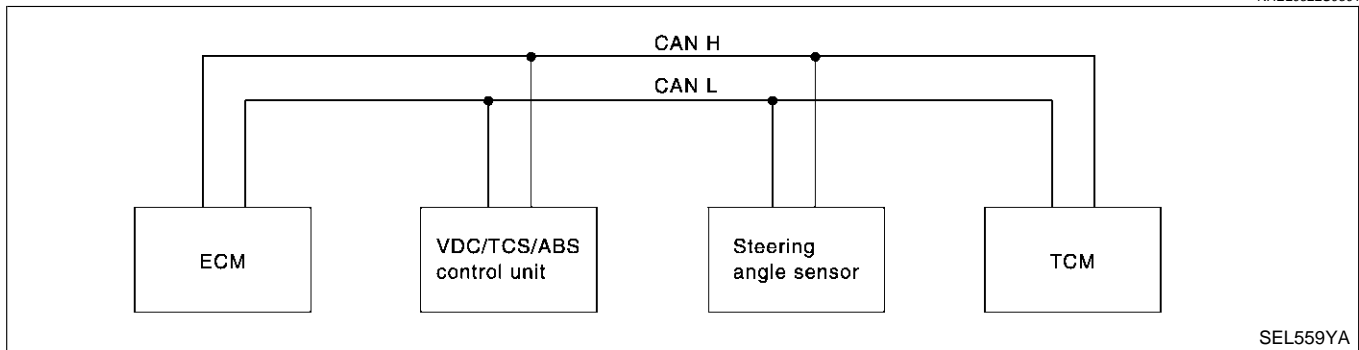 CAN H
CAN L
ECM
VDC/TCS/ABS
control unit
Steering
angle sensor
TCM
SEL559YA